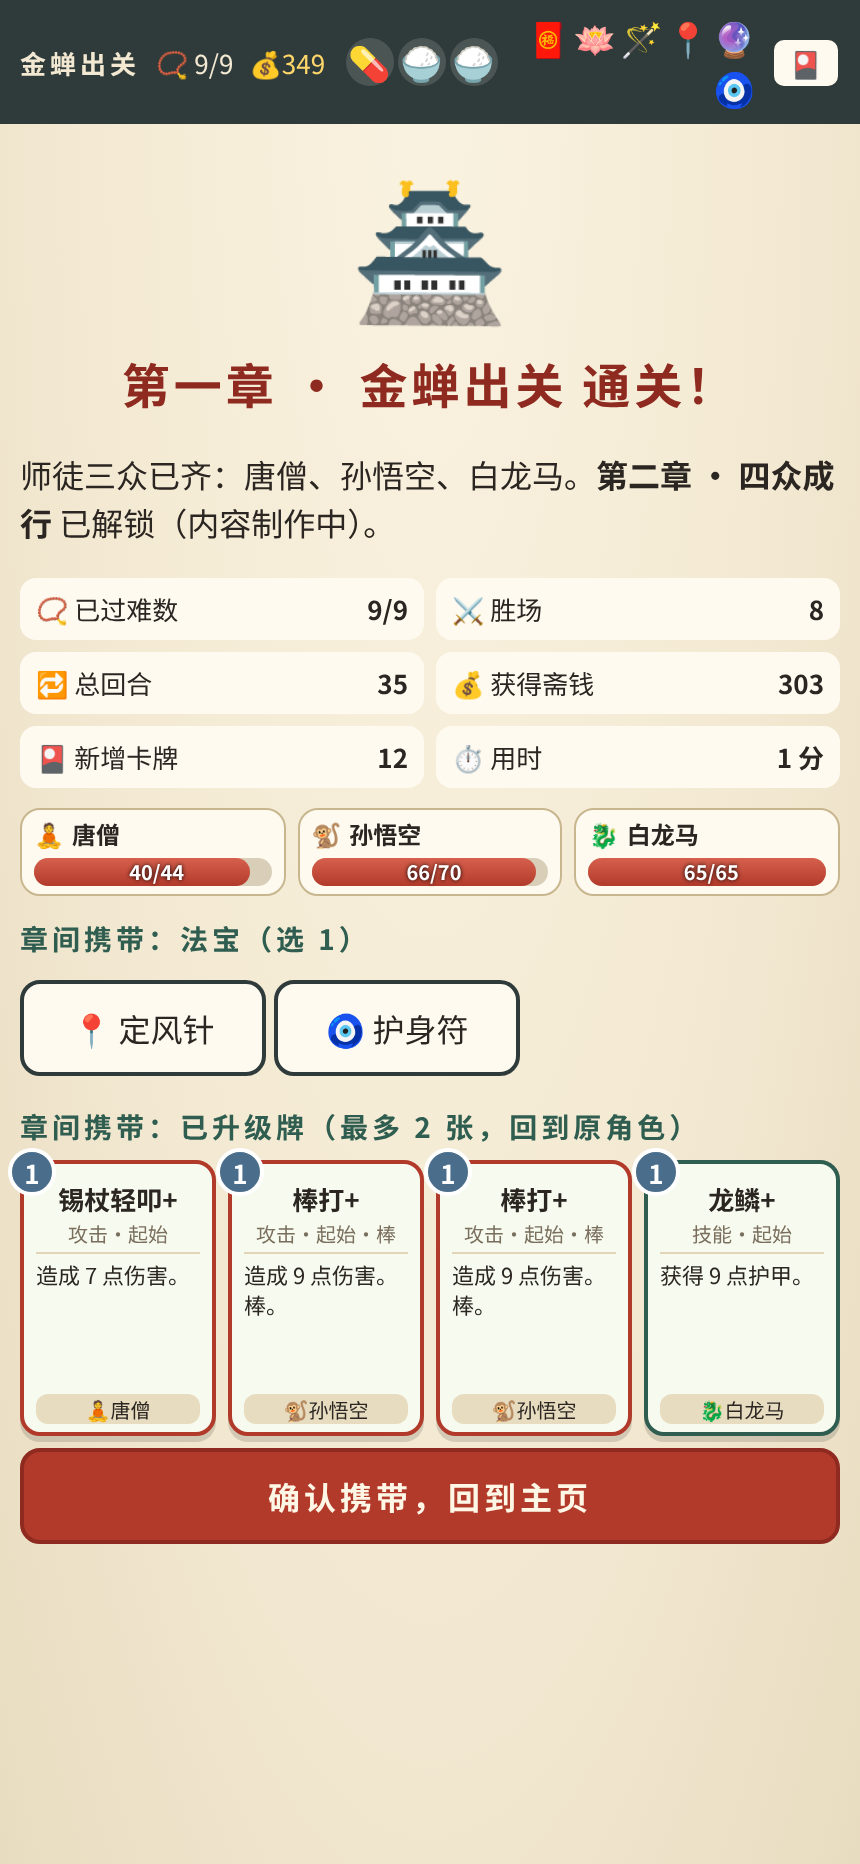 金蝉出关 9/9 349
第一章 · 金蝉出关 通关！
师徒三众已齐：唐僧、孙悟空、白龙马。第二章 · 四众成
行 已解锁（内容制作中）。
已过难数 9/9 胜场 8
总回合 35 获得斋钱 303
新增卡牌 12 用时 1 分
唐僧 孙悟空 白龙马
40/44 66/70 65/65
章间携带：法宝（选 1）
定风针 护身符
章间携带：已升级牌（最多 2 张，回到原角色）
1 1 1 1
锡杖轻叩+ 棒打+ 棒打+ 龙鳞+
攻击·起始 攻击·起始·棒 攻击·起始·棒 技能·起始
造成 7 点伤害。 造成 9 点伤害。 造成 9 点伤害。 获得 9 点护甲。
棒。 棒。
唐僧 孙悟空 孙悟空 白龙马
确认携带，回到主页